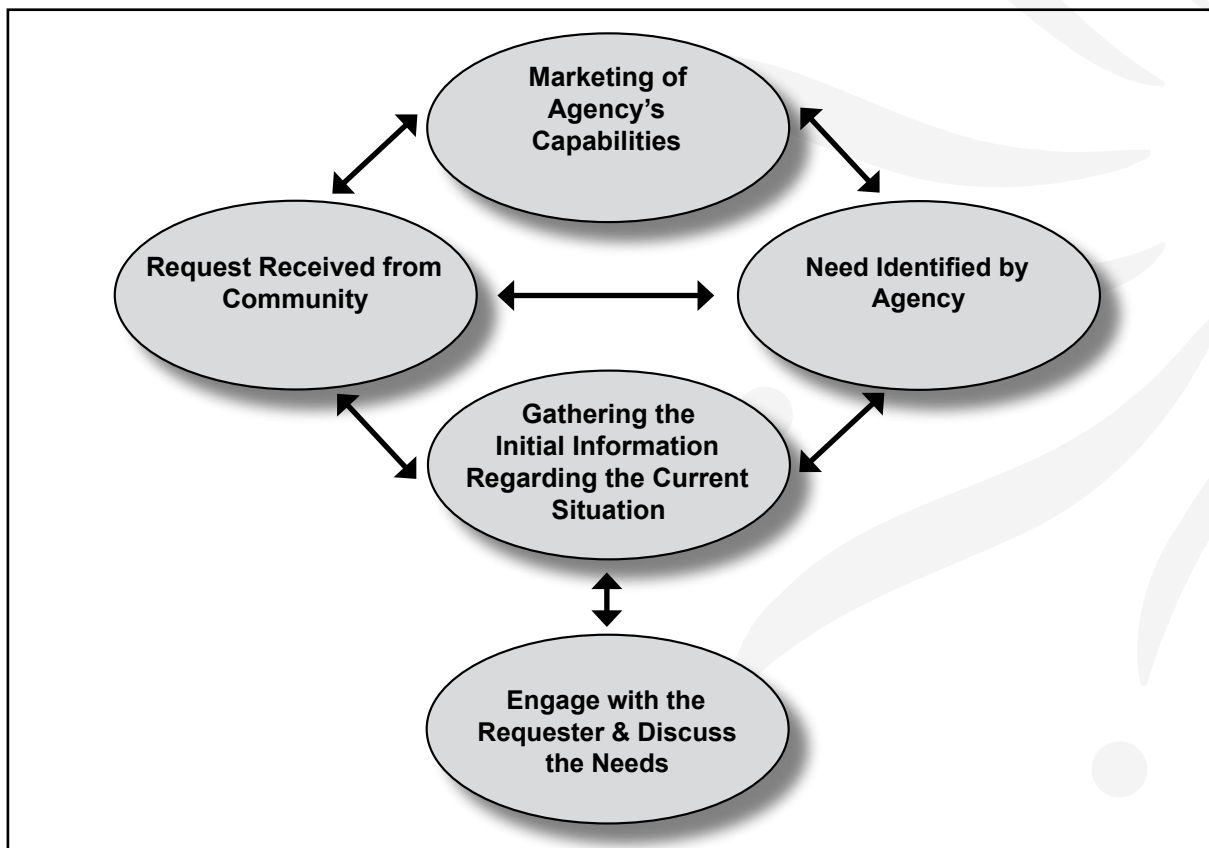 Marketing of
Agency’s
Capabilities
Request Received from
Community
Need Identified by
Agency
Gathering the
Initial Information
Regarding the Current
Situation
Engage with the
Requester & Discuss
the Needs